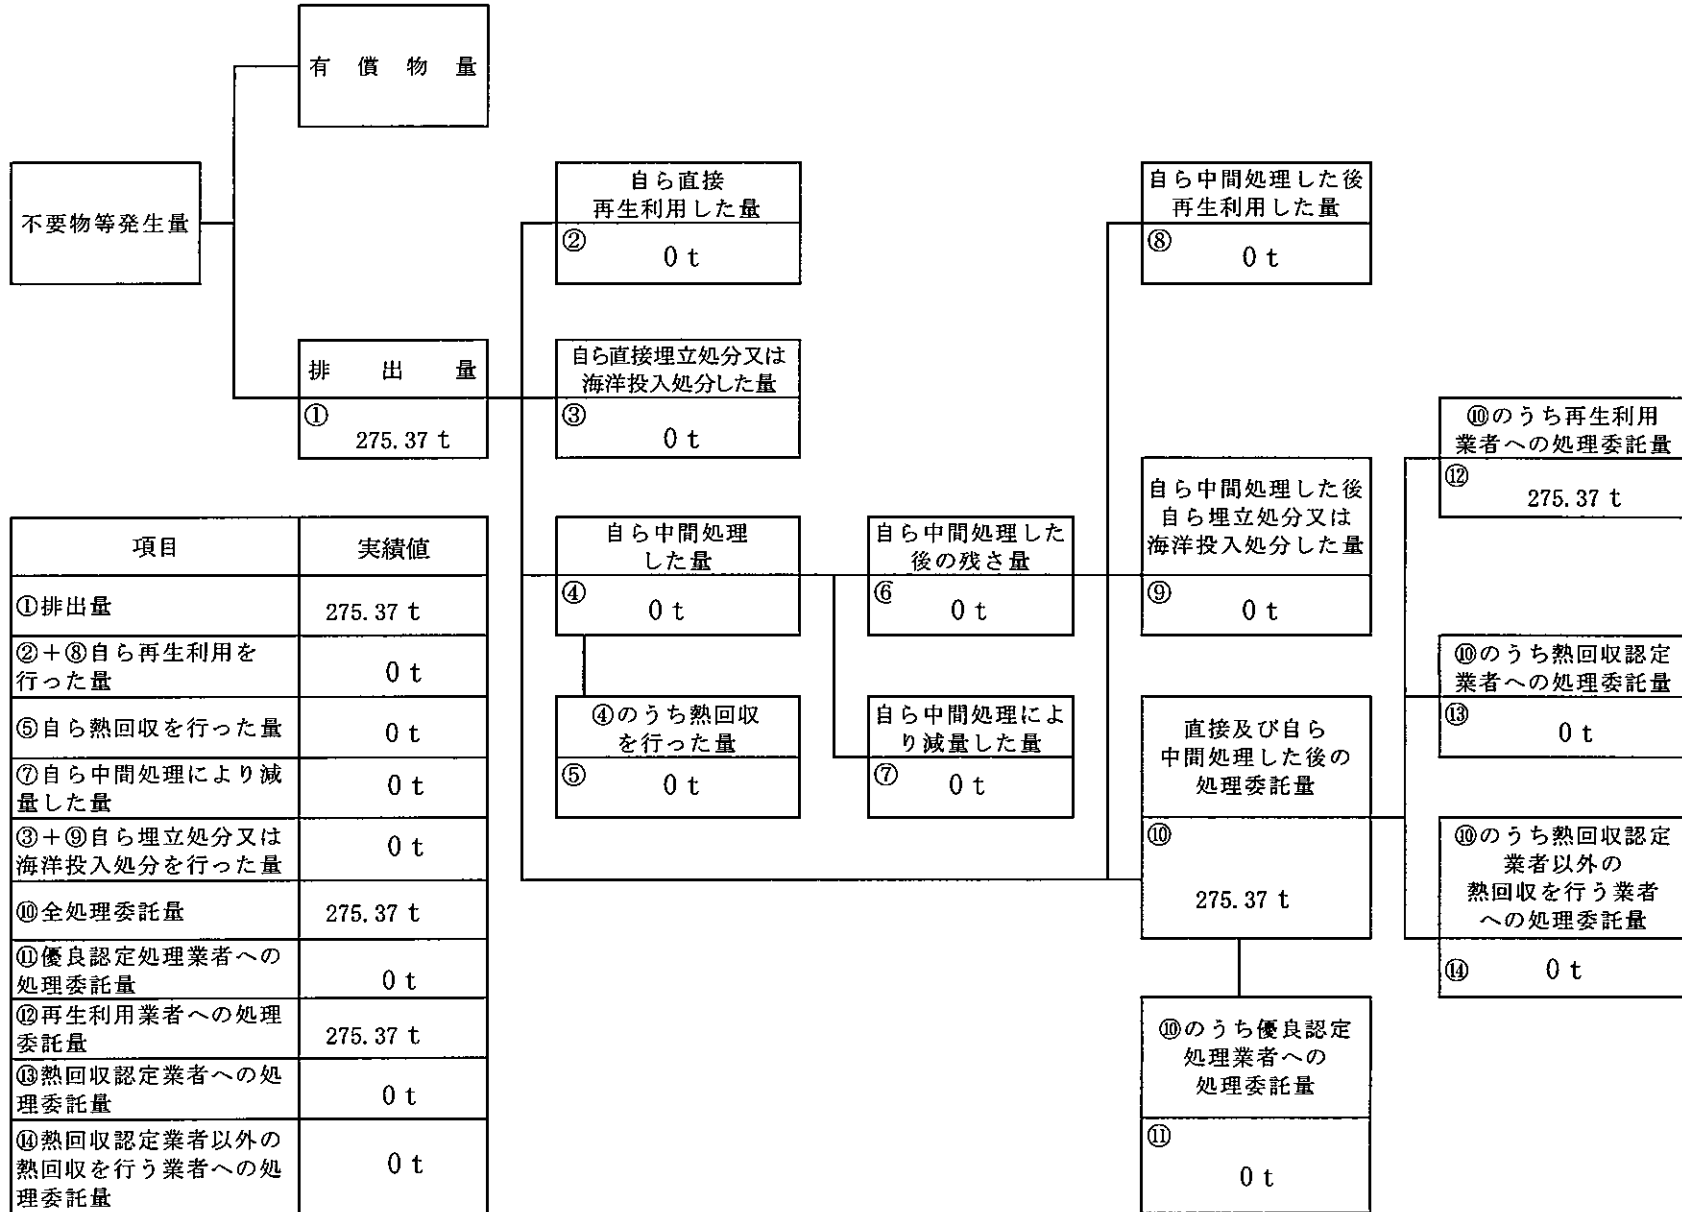 有償物量
不要物等発生量
自ら直接
再生利用した量
②
0 t
自ら中間処理した後
再生利用した量
⑧
0 t
排出量
①
275.37 t
自ら直接埋立処分又は
海洋投入処分した量
③
0 t
⑩のうち再生利用
業者への処理委託量
⑫
275.37 t
自ら中間処理
した量
④
0 t
自ら中間処理した
後の残さ量
⑥
0 t
自ら中間処理した後
自ら埋立処分又は
海洋投入処分した量
⑨
0 t
⑩のうち熱回収認定
業者への処理委託量
⑬
0 t
④のうち熱回収
を行った量
⑤
0 t
自ら中間処理によ
り減量した量
⑦
0 t
直接及び自ら
中間処理した後の
処理委託量
⑩
275.37 t
⑩のうち熱回収認定
業者以外の
熱回収を行う業者
への処理委託量
⑭
0 t
⑩のうち優良認定
処理業者への
処理委託量
⑪
0 t
項目 実績値
①排出量 275.37 t
②+⑧自ら再生利用を
行った量 0 t
⑤自ら熱回収を行った量 0 t
⑦自ら中間処理により減
量した量 0 t
③+⑨自ら埋立処分又は
海洋投入処分を行った量 0 t
⑩全処理委託量 275.37 t
⑪優良認定処理業者への
処理委託量 0 t
⑫再生利用業者への処理
委託量 275.37 t
⑬熱回収認定業者への処
理委託量 0 t
⑭熱回収認定業者以外の
熱回収を行う業者への処
理委託量 0 t